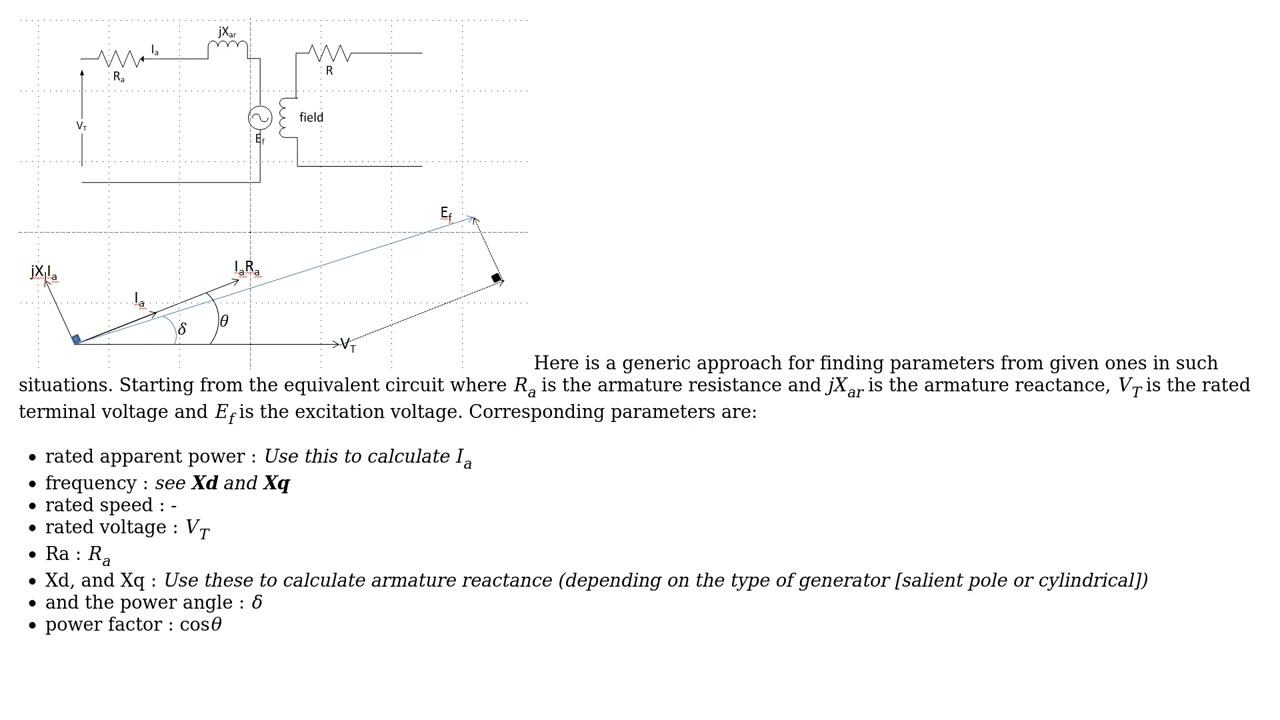 jXar
Ia
Ra
R
VT
field
Ef
Ef
jXlIa
IaRa
Ia
δ
θ
VT
Here is a generic approach for finding parameters from given ones in such
situations. Starting from the equivalent circuit where Ra is the armature resistance and jXar is the armature reactance, VT is the rated
terminal voltage and Ef is the excitation voltage. Corresponding parameters are:
• rated apparent power : Use this to calculate Ia
• frequency : see Xd and Xq
• rated speed : -
• rated voltage : VT
• Ra : Ra
• Xd, and Xq : Use these to calculate armature reactance (depending on the type of generator [salient pole or cylindrical])
• and the power angle : δ
• power factor : cosθ